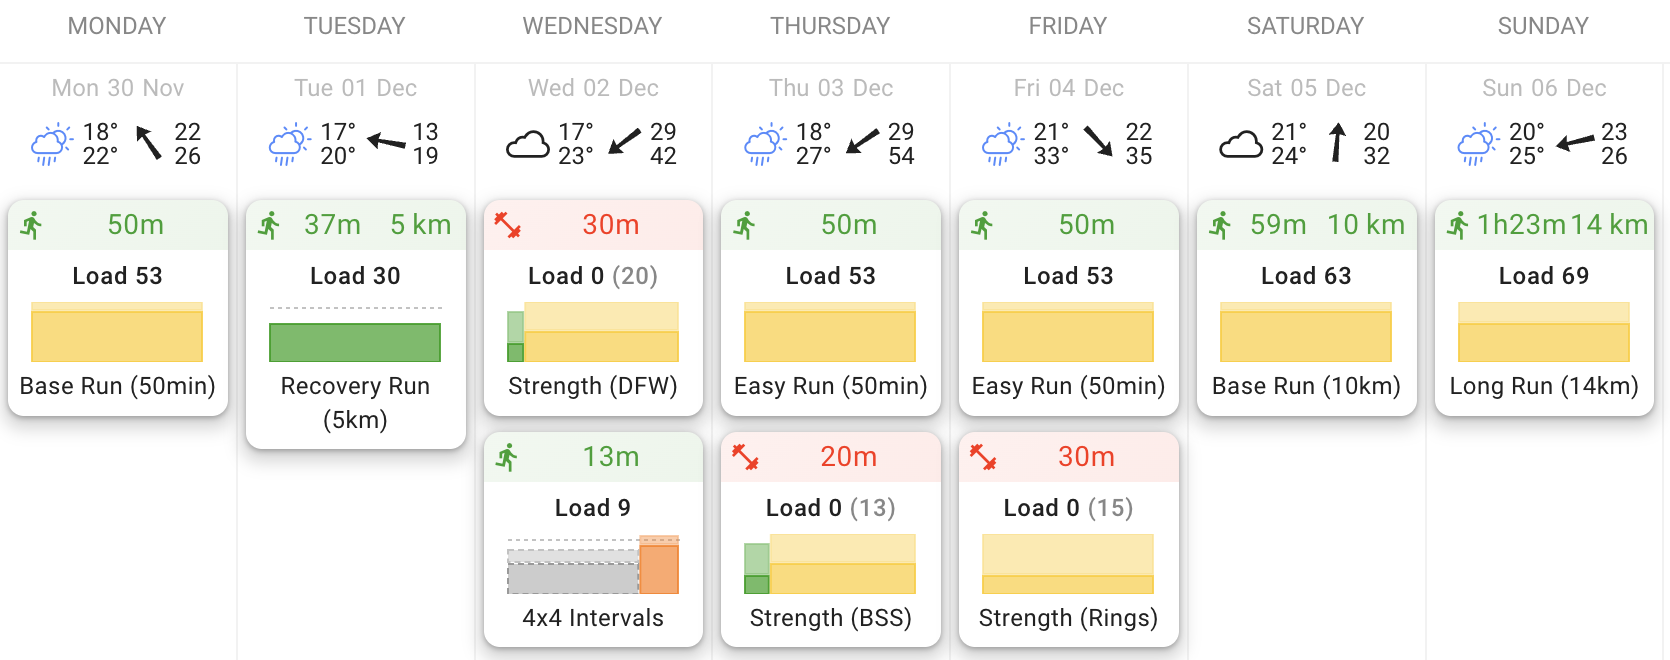 MONDAY
TUESDAY
WEDNESDAY
THURSDAY
FRIDAY
SATURDAY
SUNDAY
Mon 30 Nov
18° 22
22° 26
50m
Load 53
Base Run (50min)
Tue 01 Dec
17° 13
20° 19
37m 5 km
Load 30
Recovery Run
(5km)
Wed 02 Dec
17° 29
23° 42
30m
Load 0 (20)
Strength (DFW)
13m
Load 9
4x4 Intervals
Thu 03 Dec
18° 29
27° 54
50m
Load 53
Easy Run (50min)
20m
Load 0 (13)
Strength (BSS)
Fri 04 Dec
21° 22
33° 35
50m
Load 53
Easy Run (50min)
30m
Load 0 (15)
Strength (Rings)
Sat 05 Dec
21° 20
24° 32
59m 10 km
Load 63
Base Run (10km)
Sun 06 Dec
20° 23
25° 26
1h23m 14 km
Load 69
Long Run (14km)